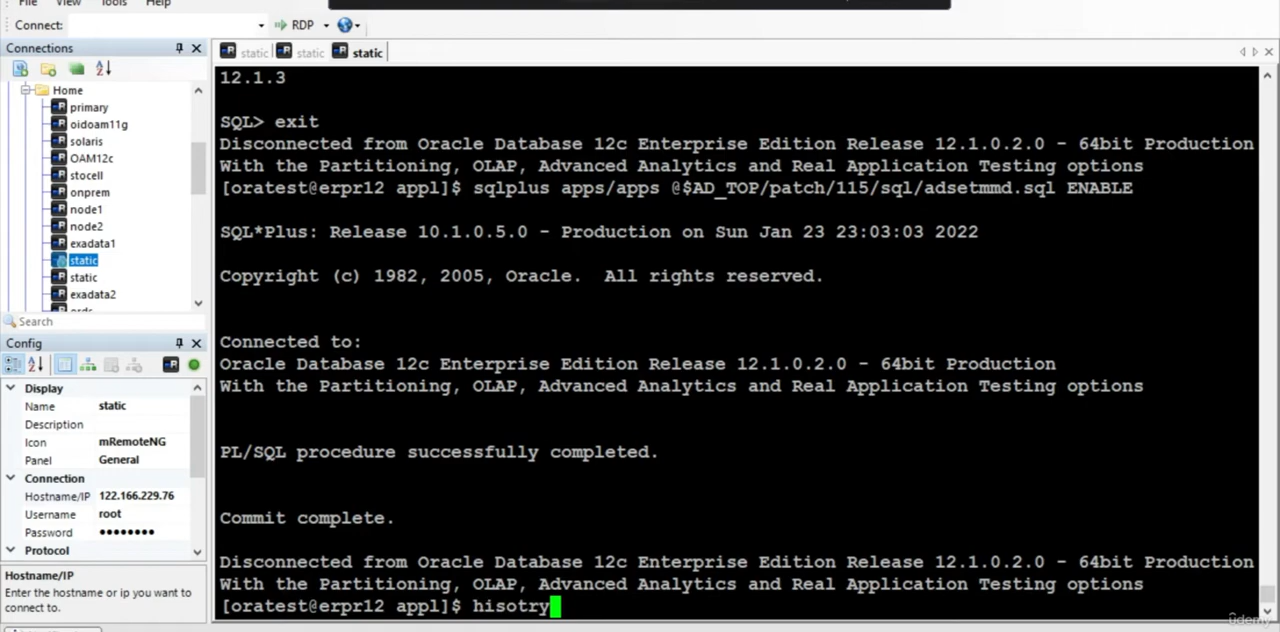 File View Tools Help
Connect: RDP
Connections
static static static
Home
primary
oidoam11g
solaris
OAM12c
stocell
onprem
node1
node2
exadata1
static
static
exadata2
Search
Config
Display
Name static
Description
Icon mRemoteNG
Panel General
Connection
Hostname/IP 122.166.229.76
Username root
Password ●●●●●●●●
Protocol
Hostname/IP
Enter the hostname or ip you want
to connect to.
12.1.3
SQL> exit
Disconnected from Oracle Database 12c Enterprise Edition Release 12.1.0.2.0 - 64bit Production
With the Partitioning, OLAP, Advanced Analytics and Real Application Testing options
[oratest@erpr12 appl]$ sqlplus apps/apps @$AD_TOP/patch/115/sql/adsetmmd.sql ENABLE
SQL*Plus: Release 10.1.0.5.0 - Production on Sun Jan 23 23:03:03 2022
Copyright (c) 1982, 2005, Oracle.  All rights reserved.
Connected to:
Oracle Database 12c Enterprise Edition Release 12.1.0.2.0 - 64bit Production
With the Partitioning, OLAP, Advanced Analytics and Real Application Testing options
PL/SQL procedure successfully completed.
Commit complete.
Disconnected from Oracle Database 12c Enterprise Edition Release 12.1.0.2.0 - 64bit Production
With the Partitioning, OLAP, Advanced Analytics and Real Application Testing options
[oratest@erpr12 appl]$ hisotry
udemy